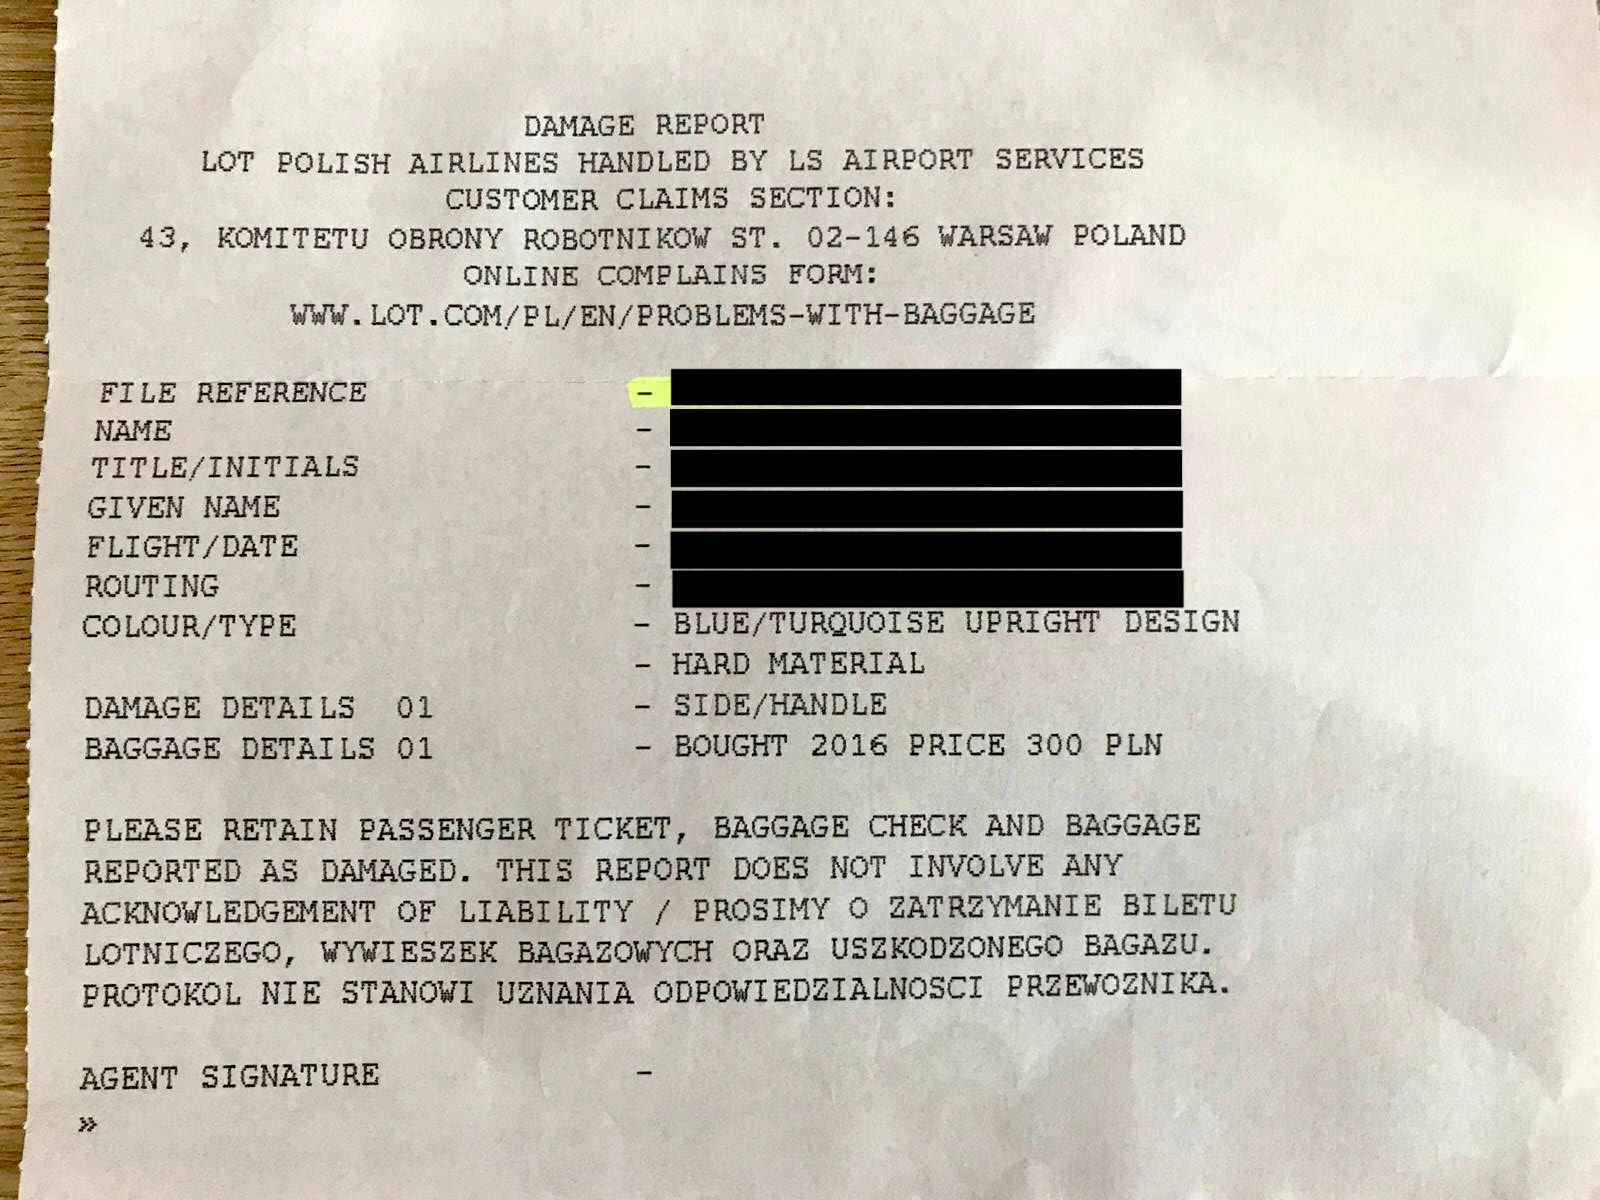 DAMAGE REPORT
LOT POLISH AIRLINES HANDLED BY LS AIRPORT SERVICES
CUSTOMER CLAIMS SECTION:
43, KOMITETU OBRONY ROBOTNIKOW ST. 02-146 WARSAW POLAND
ONLINE COMPLAINS FORM:
WWW.LOT.COM/PL/EN/PROBLEMS-WITH-BAGGAGE
FILE REFERENCE -
NAME -
TITLE/INITIALS -
GIVEN NAME -
FLIGHT/DATE -
ROUTING -
COLOUR/TYPE - BLUE/TURQUOISE UPRIGHT DESIGN
- HARD MATERIAL
DAMAGE DETAILS 01 - SIDE/HANDLE
BAGGAGE DETAILS 01 - BOUGHT 2016 PRICE 300 PLN
PLEASE RETAIN PASSENGER TICKET, BAGGAGE CHECK AND BAGGAGE
REPORTED AS DAMAGED. THIS REPORT DOES NOT INVOLVE ANY
ACKNOWLEDGEMENT OF LIABILITY / PROSIMY O ZATRZYMANIE BILETU
LOTNICZEGO, WYWIESZEK BAGAZOWYCH ORAZ USZKODZONEGO BAGAZU.
PROTOKOL NIE STANOWI UZNANIA ODPOWIEDZIALNOSCI PRZEWOZNIKA.
AGENT SIGNATURE -
»